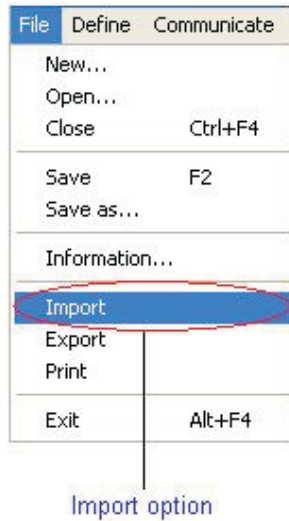 File Define Communicate
New...
Open...
Close Ctrl+F4
Save F2
Save as...
Information...
Import
Export
Print
Exit Alt+F4
Import option